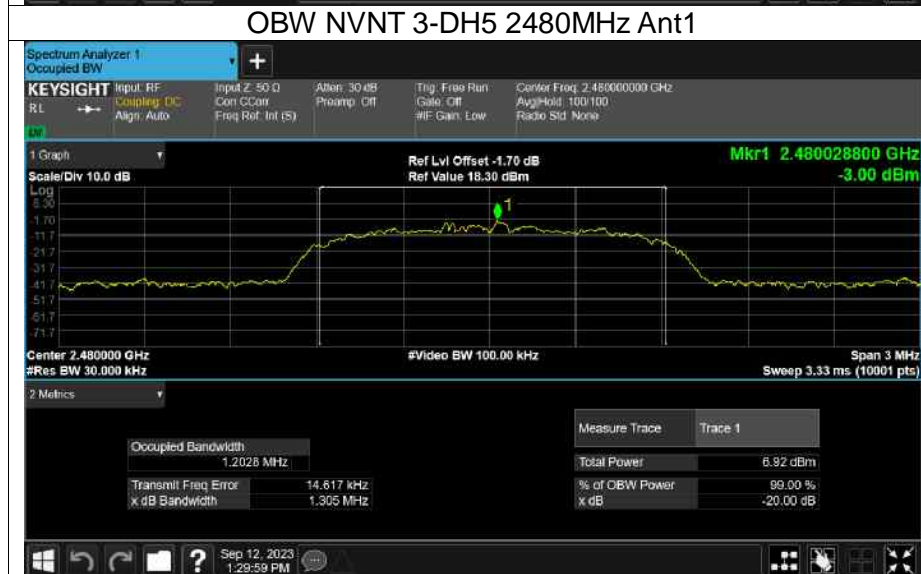 OBW NVNT 3-DH5 2480MHz Ant1
Spectrum Analyzer 1
Occupied BW
+
KEYSIGHT Input: RF Input Z: 50 Ω Atten: 30 dB Trig: Free Run Center Freq: 2.480000000 GHz
RL Coupling: DC Corr CCorr Preamp: Off Gate: Off Avg|Hold: 100/100
Align: Auto Freq Ref: Int (S) #IF Gain: Low Radio Std: None
1 Graph Ref Lvl Offset -1.70 dB Mkr1 2.480028800 GHz
Scale/Div 10.0 dB Ref Value 18.30 dBm -3.00 dBm
Log
8.30
-1.70
-11.7
-21.7
-31.7
-41.7
-51.7
-61.7
-71.7
1
Center 2.480000 GHz #Video BW 100.00 kHz Span 3 MHz
#Res BW 30.000 kHz Sweep 3.33 ms (10001 pts)
2 Metrics
Measure Trace Trace 1
Occupied Bandwidth
1.2028 MHz Total Power 6.92 dBm
Transmit Freq Error 14.617 kHz % of OBW Power 99.00 %
x dB Bandwidth 1.305 MHz x dB -20.00 dB
? Sep 12, 2023
1:29:59 PM